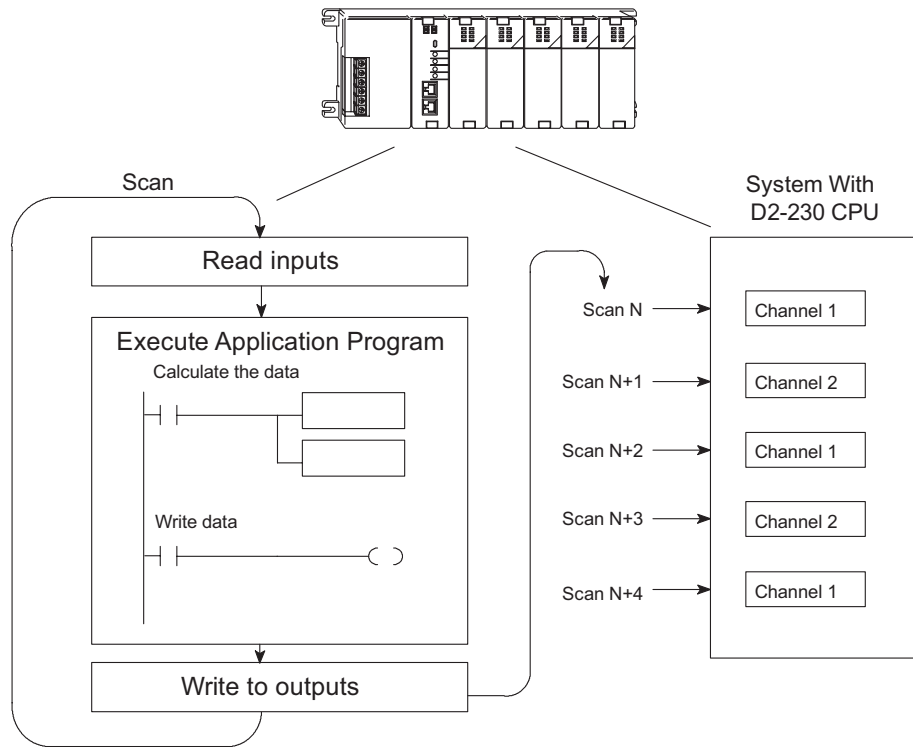 Scan
System With
D2-230 CPU
Read inputs
Execute Application Program
Calculate the data
Write data
Write to outputs
Scan N
Channel 1
Scan N+1
Channel 2
Scan N+2
Channel 1
Scan N+3
Channel 2
Scan N+4
Channel 1